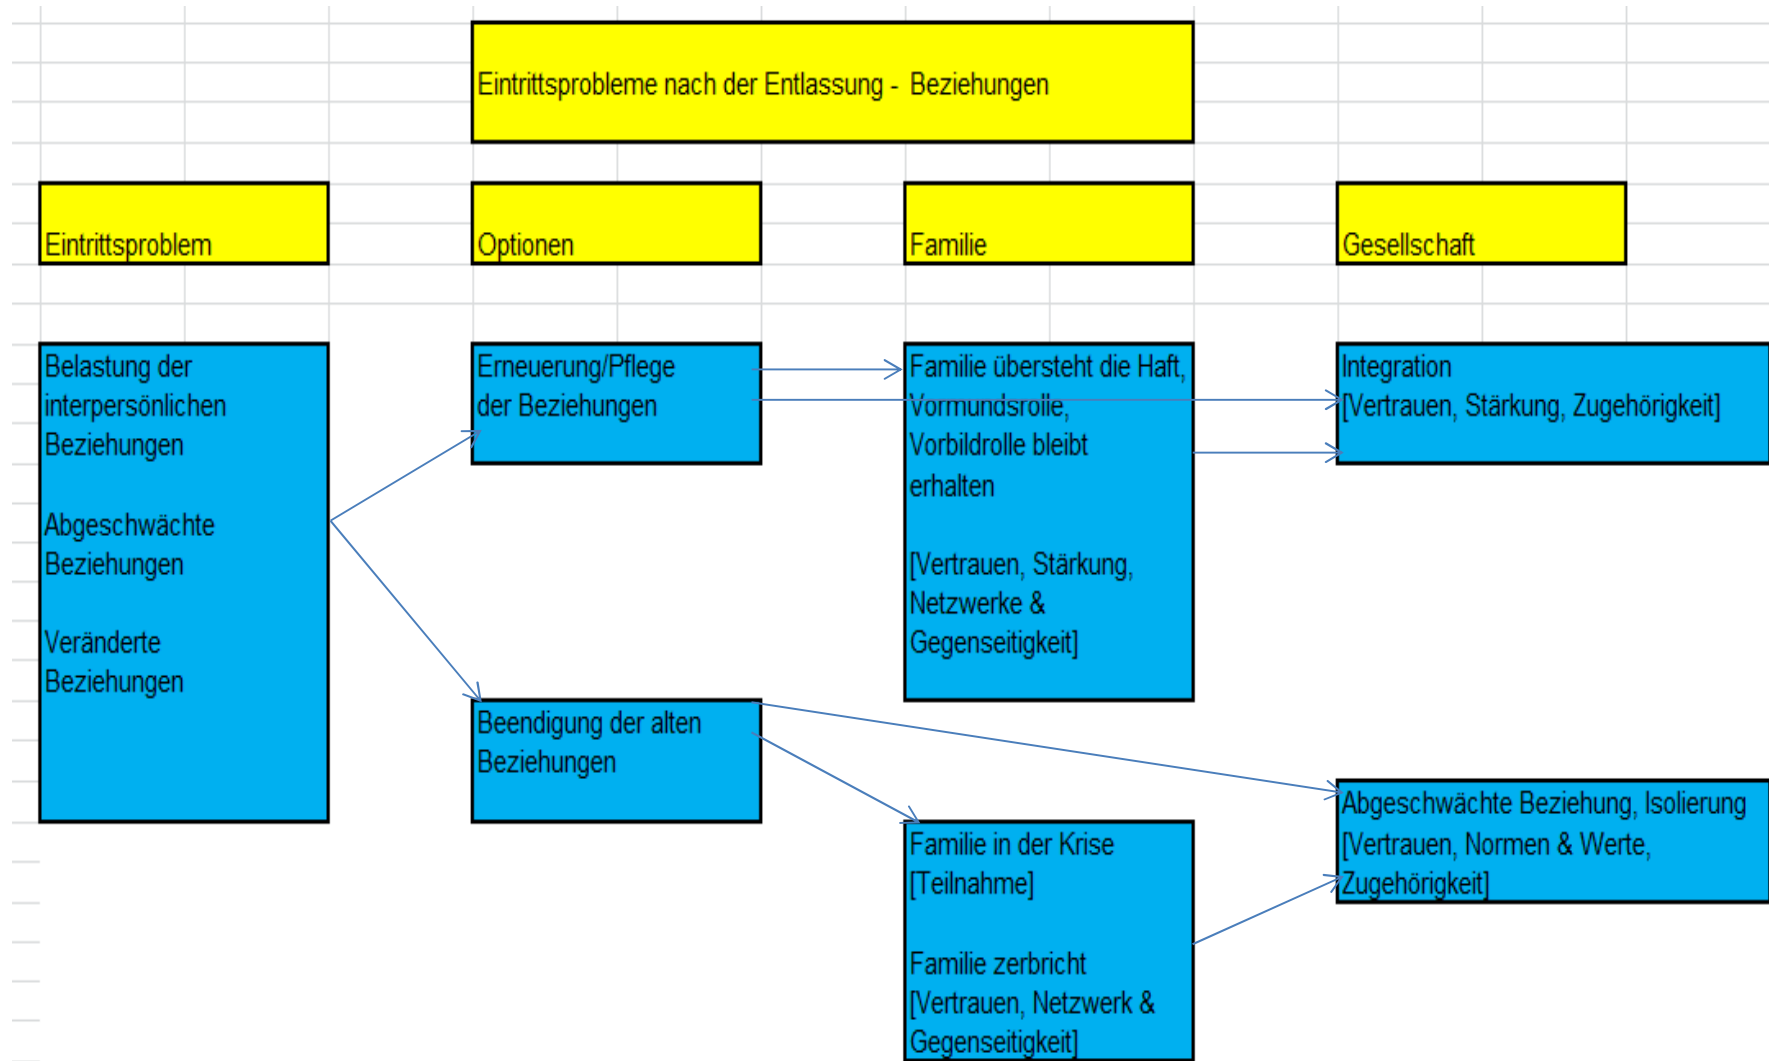 Eintrittsprobleme nach der Entlassung - Beziehungen
Eintrittsproblem
Optionen
Familie
Gesellschaft
Belastung der
interpersönlichen
Beziehungen
Abgeschwächte
Beziehungen
Veränderte
Beziehungen
Erneuerung/Pflege
der Beziehungen
Beendigung der alten
Beziehungen
Familie übersteht die Haft,
Vormundsrolle,
Vorbildrolle bleibt
erhalten
[Vertrauen, Stärkung,
Netzwerke &
Gegenseitigkeit]
Familie in der Krise
[Teilnahme]
Familie zerbricht
[Vertrauen, Netzwerk &
Gegenseitigkeit]
Integration
[Vertrauen, Stärkung, Zugehörigkeit]
Abgeschwächte Beziehung, Isolierung
[Vertrauen, Normen & Werte,
Zugehörigkeit]